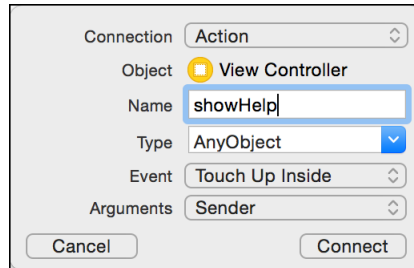 Connection Action
Object View Controller
Name showHelp
Type AnyObject
Event Touch Up Inside
Arguments Sender
Cancel Connect